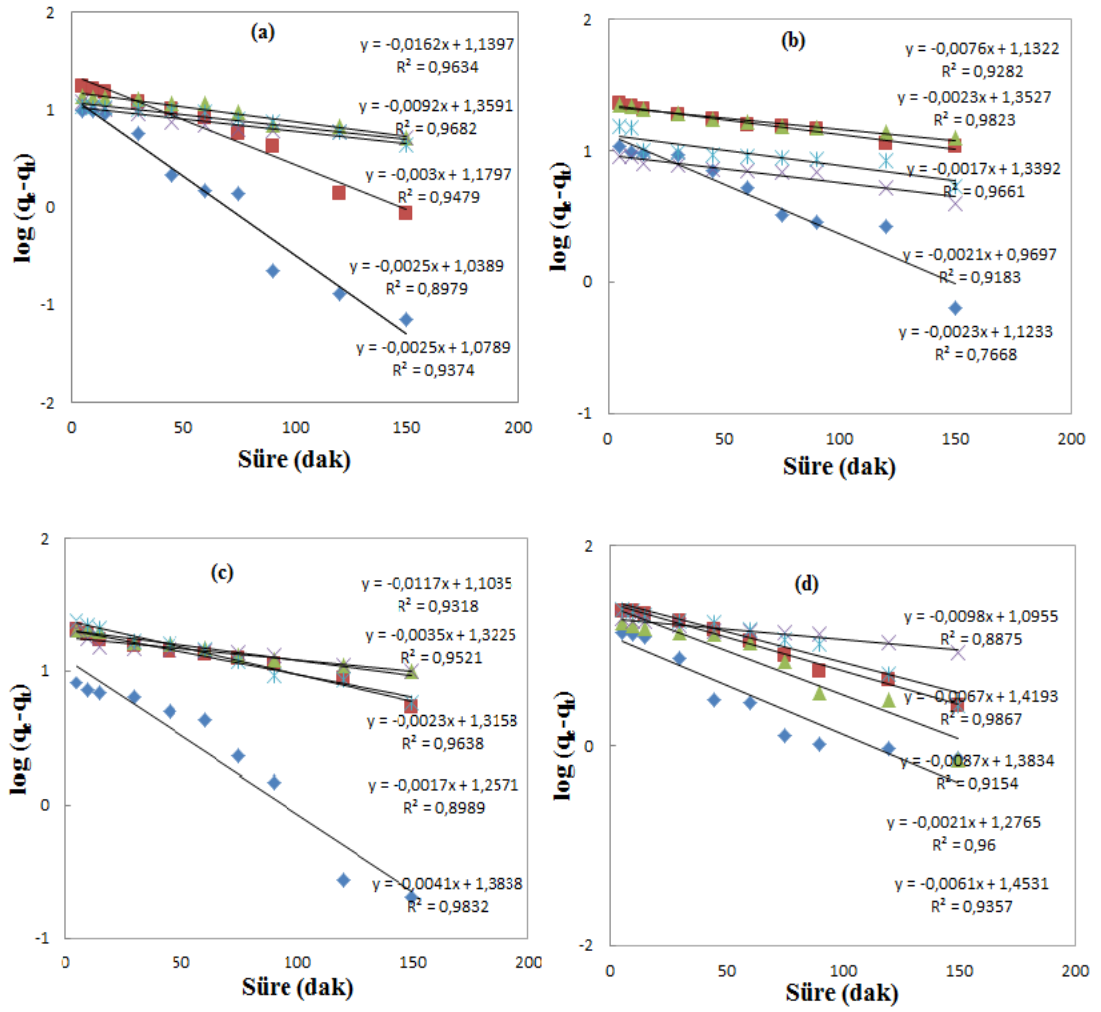 (a)
2
1
0
-1
-2
log (qe-qt)
y = -0,0162x + 1,1397
R² = 0,9634
y = -0,0092x + 1,3591
R² = 0,9682
y = -0,003x + 1,1797
R² = 0,9479
y = -0,0025x + 1,0389
R² = 0,8979
y = -0,0025x + 1,0789
R² = 0,9374
0 50 100 150 200
Süre (dak)
(b)
2
1
0
-1
log (qe-qt)
y = -0,0076x + 1,1322
R² = 0,9282
y = -0,0023x + 1,3527
R² = 0,9823
y = -0,0017x + 1,3392
R² = 0,9661
y = -0,0021x + 0,9697
R² = 0,9183
y = -0,0023x + 1,1233
R² = 0,7668
0 50 100 150 200
Süre (dak)
(c)
2
1
0
-1
log (qe-qt)
y = -0,0117x + 1,1035
R² = 0,9318
y = -0,0035x + 1,3225
R² = 0,9521
y = -0,0023x + 1,3158
R² = 0,9638
y = -0,0017x + 1,2571
R² = 0,8989
y = -0,0041x + 1,3838
R² = 0,9832
0 50 100 150 200
Süre (dak)
(d)
2
0
-2
log (qe-qt)
y = -0,0098x + 1,0955
R² = 0,8875
y = -0,0067x + 1,4193
R² = 0,9867
y = -0,0087x + 1,3834
R² = 0,9154
y = -0,0021x + 1,2765
R² = 0,96
y = -0,0061x + 1,4531
R² = 0,9357
0 50 100 150 200
Süre (dak)